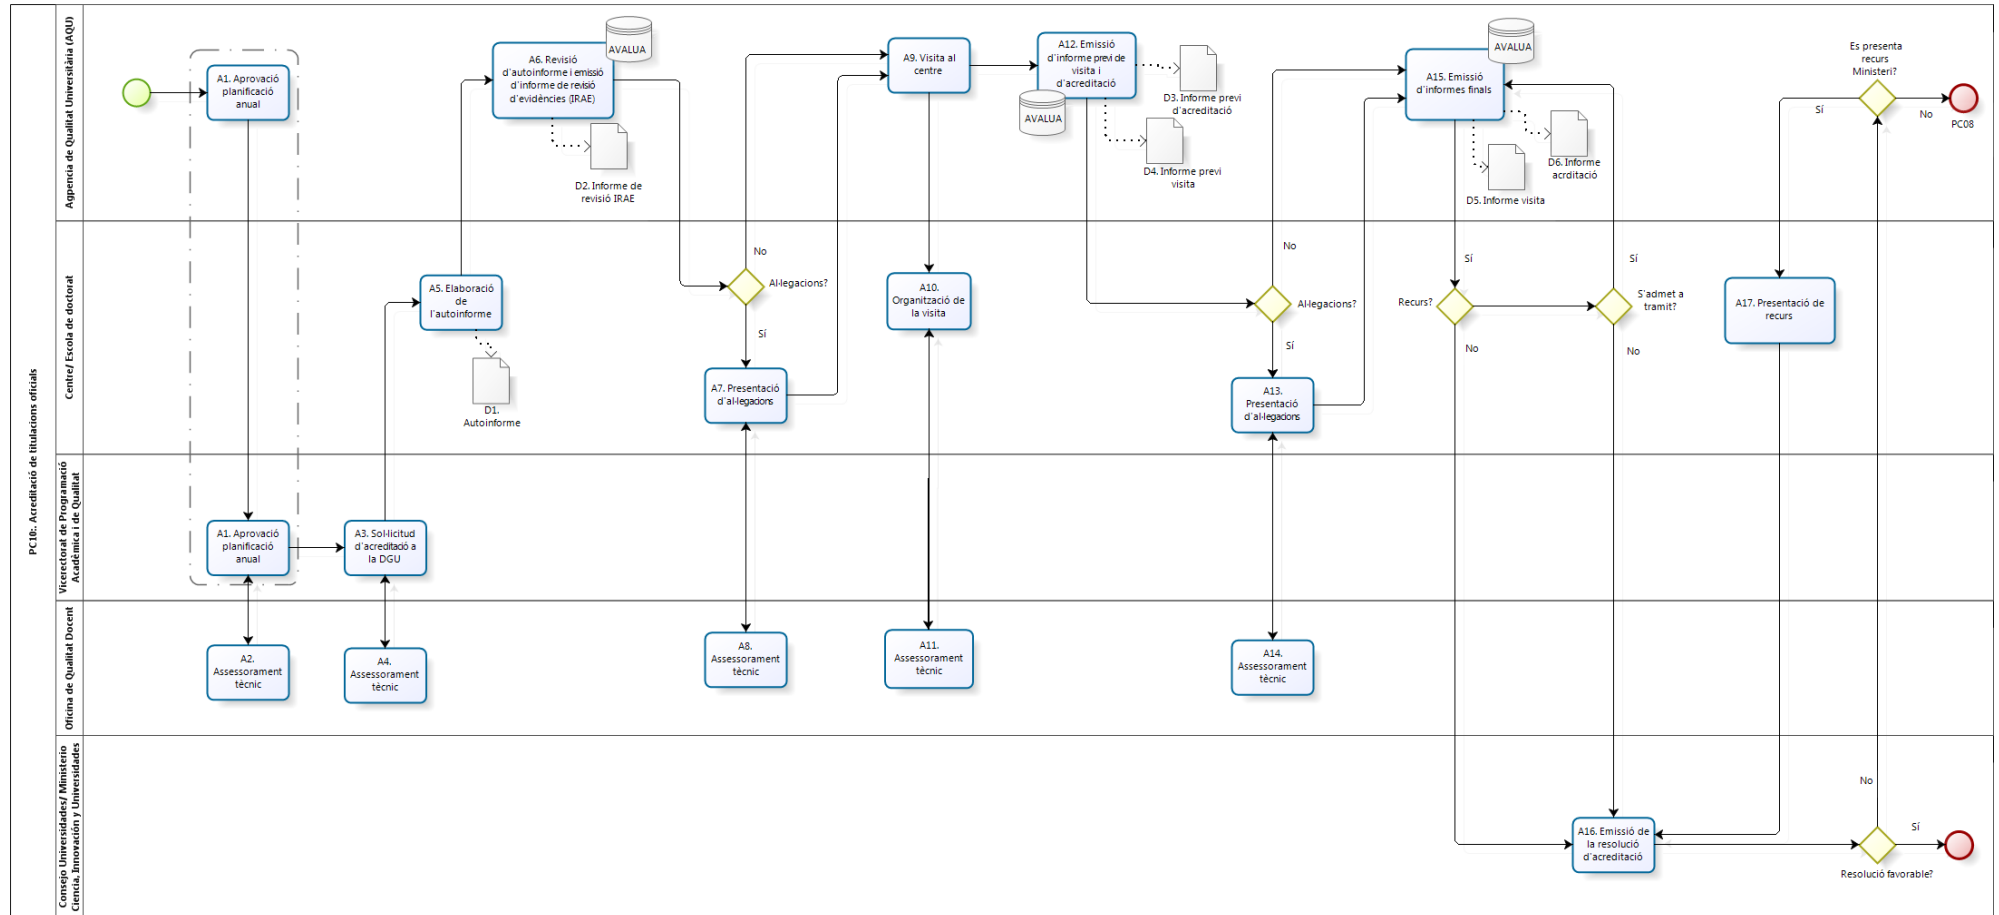 PC10:. Acreditació de titulacions oficials
Agpencia de Qualitat Universitària (AQU)
A1. Aprovació
planificació
anual
A6. Revisió
d'autoinforme i emissió
d'informe de revisió
d'evidències (IRAE)
AVALUA
D2. Informe de
revisió IRAE
A9. Visita al
centre
A12. Emissió
d'informe previ de
visita i
d'acreditació
AVALUA
D3. Informe previ
d'acreditació
D4. Informe previ
visita
A15. Emissió
d'informes finals
AVALUA
D6. Informe
acrditació
D5. Informe visita
Es presenta
recurs
Ministeri?
Sí
No
PC08
Centre/ Escola de doctorat
A5. Elaboració
de
l'autoinforme
D1.
Autoinforme
No
Al·legacions?
Sí
A7. Presentació
d'al·legacions
A10.
Organització de
la visita
No
Al·legacions?
Sí
A13.
Presentació
d'al·legacions
Sí
Recurs?
No
Sí
S'admet a
tramit?
No
A17. Presentació de
recurs
Vicerectorat de Programació
Acadèmica i de Qualitat
A1. Aprovació
planificació
anual
A3. Sol·licitud
d'acreditació a
la DGU
Oficina de Qualitat Docent
A2.
Assessorament
tècnic
A4.
Assessorament
tècnic
A8.
Assessorament
tècnic
A11.
Assessorament
tècnic
A14.
Assessorament
tècnic
Consejo Universidades/ Ministerio
Ciencia, Innovación y Universidades
A16. Emissió de
la resolució
d'acreditació
No
Sí
Resolució favorable?